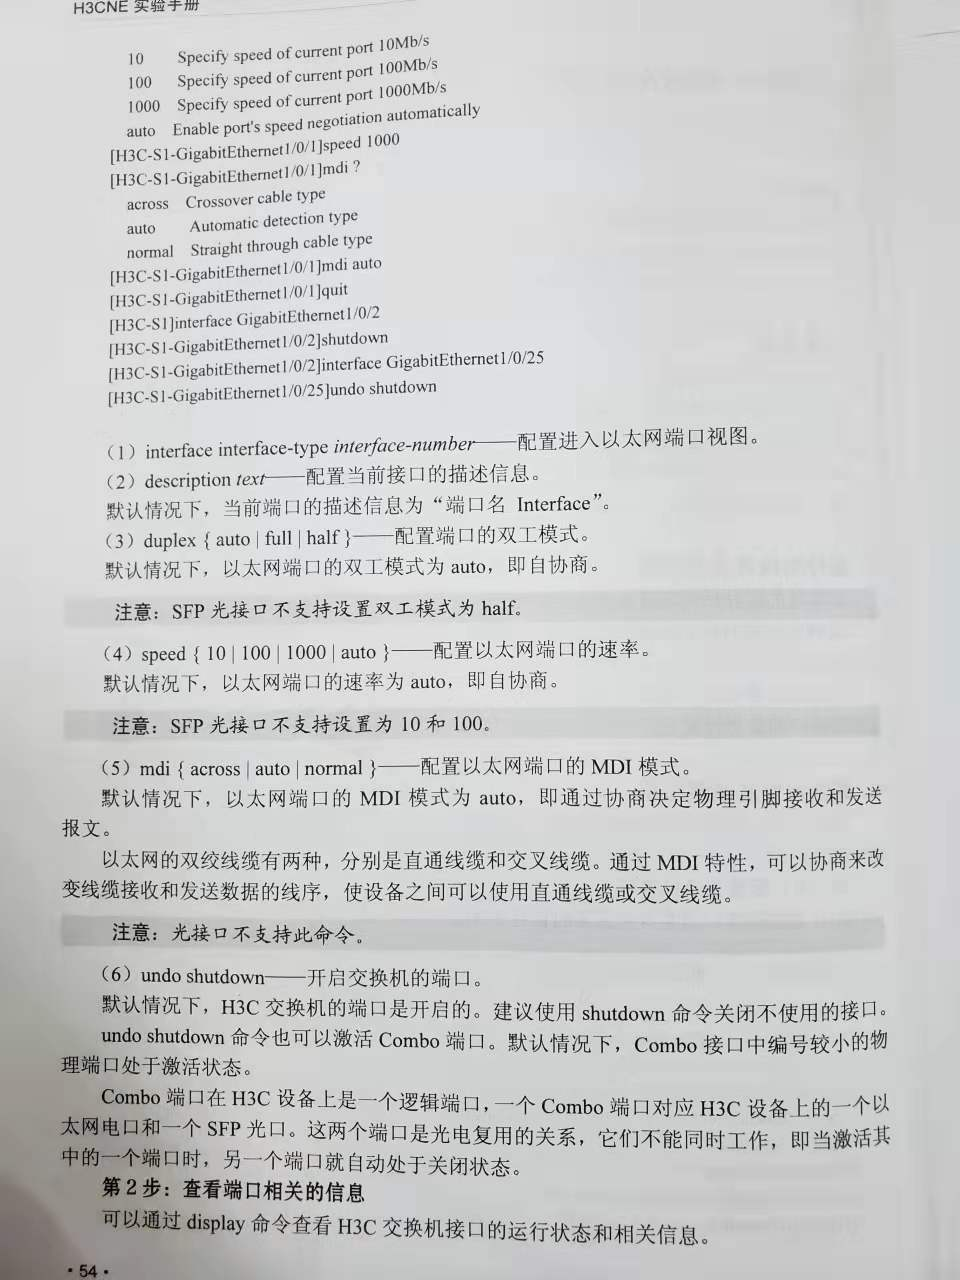 H3CNE 实验手册
10 Specify speed of current port 10Mb/s
100 Specify speed of current port 100Mb/s
1000 Specify speed of current port 1000Mb/s
auto Enable port's speed negotiation automatically
[H3C-S1-GigabitEthernet1/0/1]speed 1000
[H3C-S1-GigabitEthernet1/0/1]mdi ?
across Crossover cable type
auto Automatic detection type
normal Straight through cable type
[H3C-S1-GigabitEthernet1/0/1]mdi auto
[H3C-S1-GigabitEthernet1/0/1]quit
[H3C-S1]interface GigabitEthernet1/0/2
[H3C-S1-GigabitEthernet1/0/2]shutdown
[H3C-S1-GigabitEthernet1/0/2]interface GigabitEthernet1/0/25
[H3C-S1-GigabitEthernet1/0/25]undo shutdown
（1）interface interface-type interface-number——配置进入以太网端口视图。
（2）description text——配置当前接口的描述信息。
默认情况下，当前端口的描述信息为“端口名 Interface”。
（3）duplex { auto | full | half }——配置端口的双工模式。
默认情况下，以太网端口的双工模式为 auto，即自协商。
注意：SFP 光接口不支持设置双工模式为 half。
（4）speed { 10 | 100 | 1000 | auto }——配置以太网端口的速率。
默认情况下，以太网端口的速率为 auto，即自协商。
注意：SFP 光接口不支持设置为 10 和 100。
（5）mdi { across | auto | normal }——配置以太网端口的 MDI 模式。
默认情况下，以太网端口的 MDI 模式为 auto，即通过协商决定物理引脚接收和发送
报文。
以太网的双绞线缆有两种，分别是直通线缆和交叉线缆。通过 MDI 特性，可以协商来改
变线缆接收和发送数据的线序，使设备之间可以使用直通线缆或交叉线缆。
注意：光接口不支持此命令。
（6）undo shutdown——开启交换机的端口。
默认情况下，H3C 交换机的端口是开启的。建议使用 shutdown 命令关闭不使用的接口。
undo shutdown 命令也可以激活 Combo 端口。默认情况下，Combo 接口中编号较小的物
理端口处于激活状态。
Combo 端口在 H3C 设备上是一个逻辑端口，一个 Combo 端口对应 H3C 设备上的一个以
太网电口和一个 SFP 光口。这两个端口是光电复用的关系，它们不能同时工作，即当激活其
中的一个端口时，另一个端口就自动处于关闭状态。
第 2 步：查看端口相关的信息
可以通过 display 命令查看 H3C 交换机接口的运行状态和相关信息。
· 54 ·